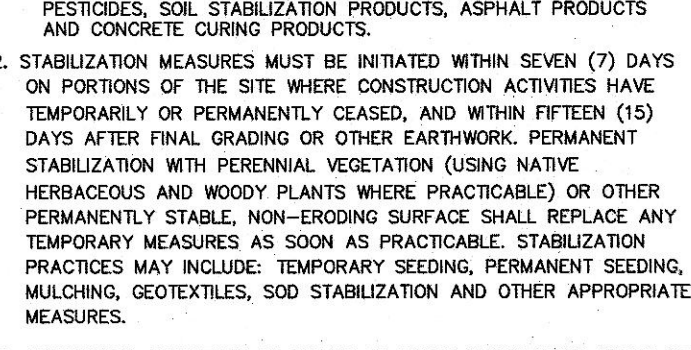 PESTICIDES, SOIL STABILIZATION PRODUCTS, ASPHALT PRODUCTS
AND CONCRETE CURING PRODUCTS.
2. STABILIZATION MEASURES MUST BE INITIATED WITHIN SEVEN (7) DAYS
ON PORTIONS OF THE SITE WHERE CONSTRUCTION ACTIVITIES HAVE
TEMPORARILY OR PERMANENTLY CEASED, AND WITHIN FIFTEEN (15)
DAYS AFTER FINAL GRADING OR OTHER EARTHWORK. PERMANENT
STABILIZATION WITH PERENNIAL VEGETATION (USING NATIVE
HERBACEOUS AND WOODY PLANTS WHERE PRACTICABLE) OR OTHER
PERMANENTLY STABLE, NON-ERODING SURFACE SHALL REPLACE ANY
TEMPORARY MEASURES AS SOON AS PRACTICABLE. STABILIZATION
PRACTICES MAY INCLUDE: TEMPORARY SEEDING, PERMANENT SEEDING,
MULCHING, GEOTEXTILES, SOD STABILIZATION AND OTHER APPROPRIATE
MEASURES.